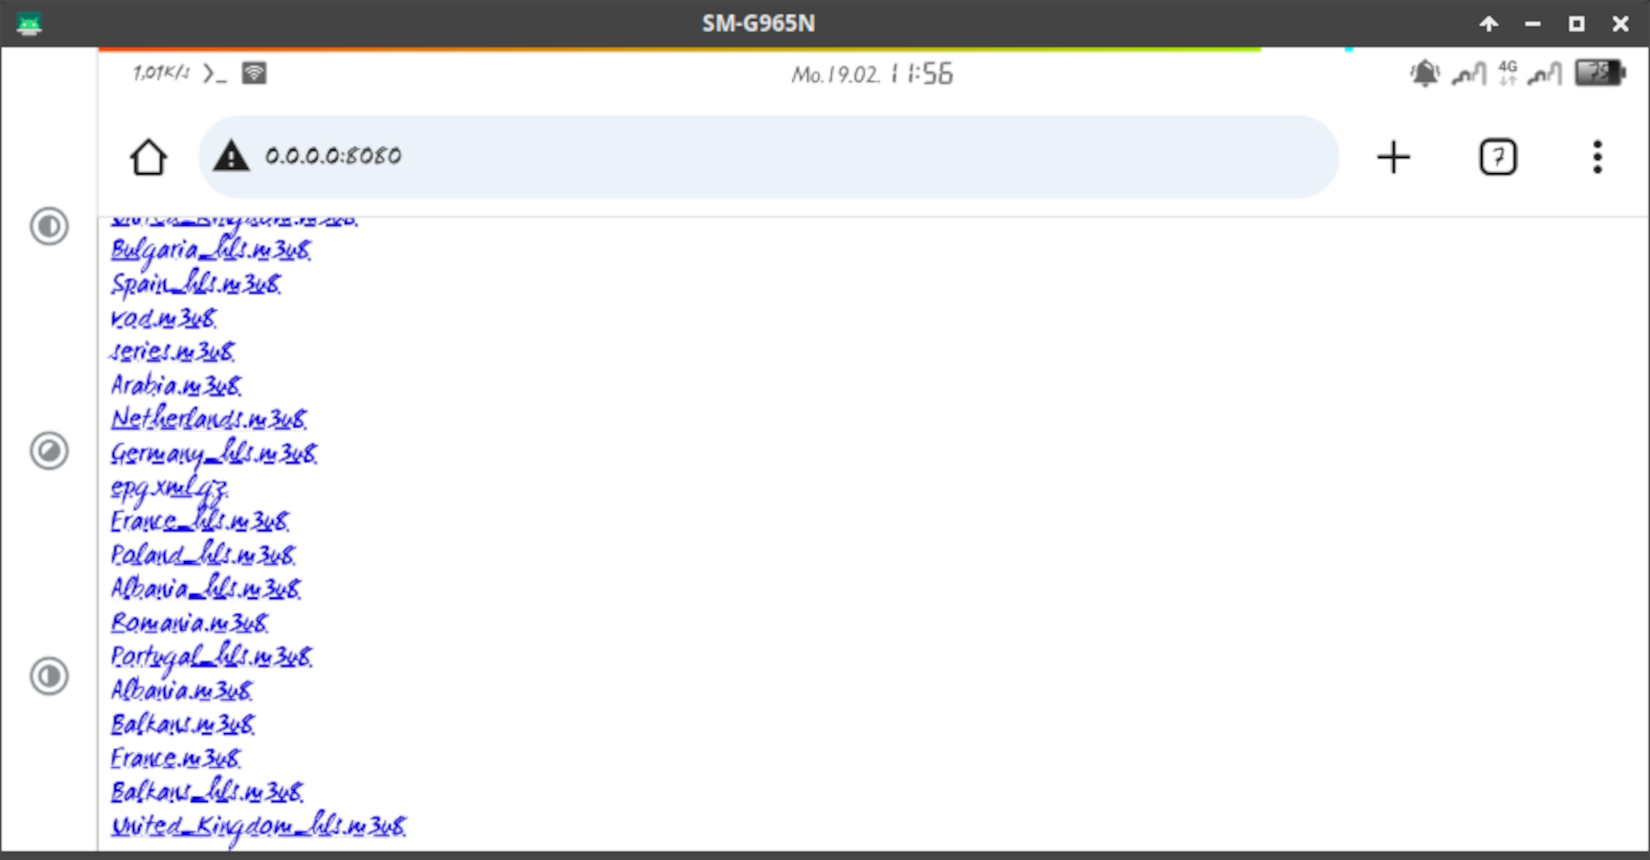 SM-G965N
1,01K/s Mo.19.02. 11:56 4G 75
0.0.0.0:8080 7
United_Kingdom.m3u8
Bulgaria_hls.m3u8
Spain_hls.m3u8
vod.m3u8
series.m3u8
Arabia.m3u8
Netherlands.m3u8
Germany_hls.m3u8
epg.xml.gz
France_hls.m3u8
Poland_hls.m3u8
Albania_hls.m3u8
Romania.m3u8
Portugal_hls.m3u8
Albania.m3u8
Balkans.m3u8
France.m3u8
Balkans_hls.m3u8
United_Kingdom_hls.m3u8